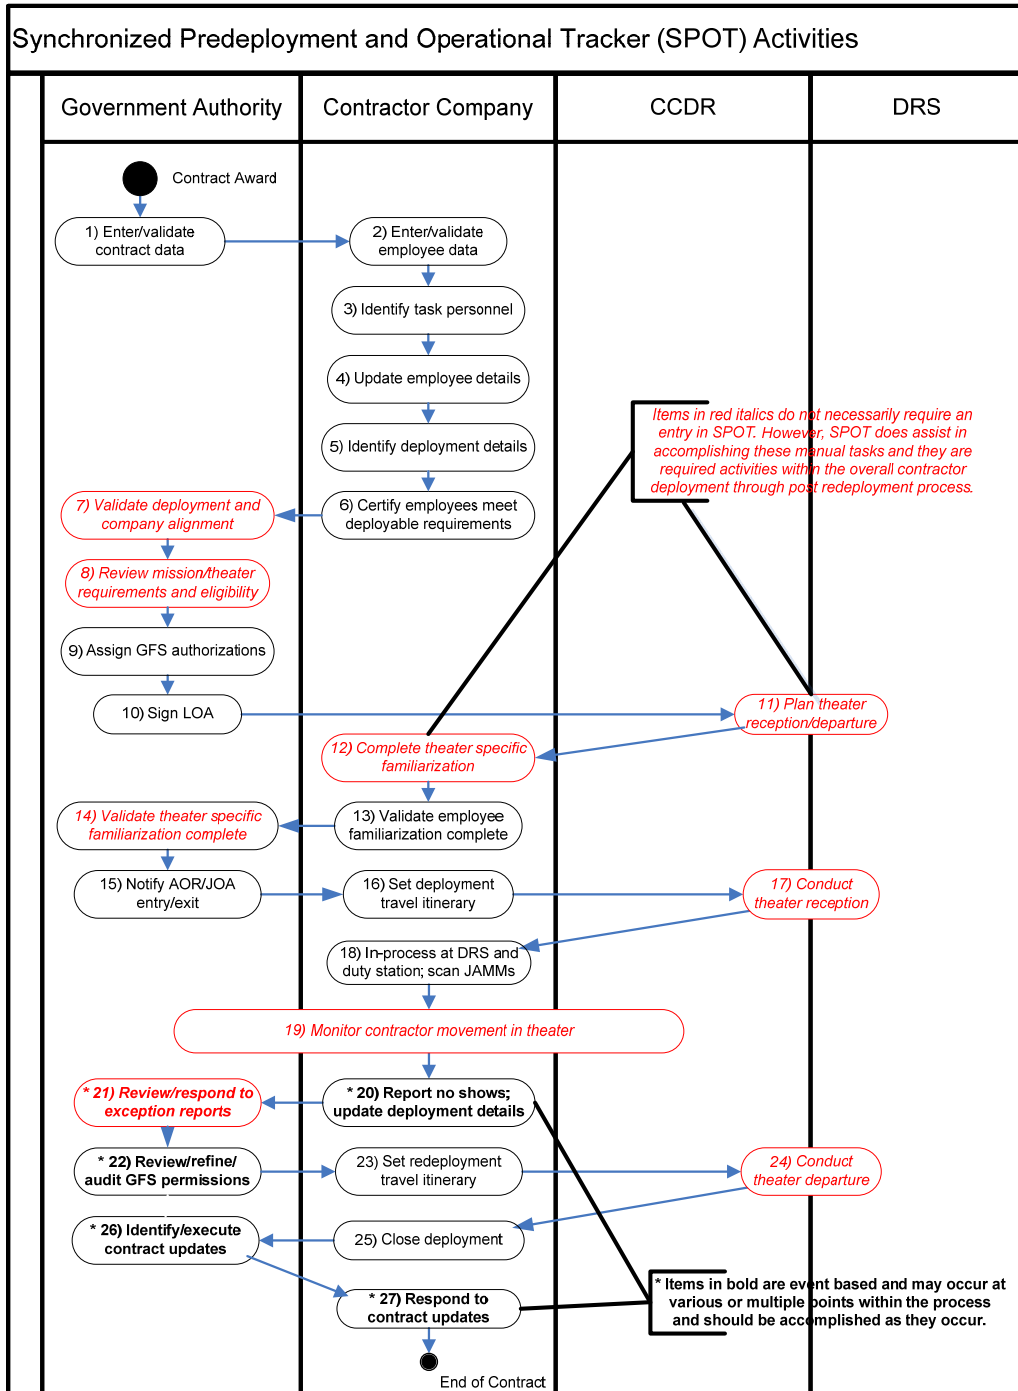 Synchronized Predeployment and Operational Tracker (SPOT) Activities
Government Authority
Contractor Company
CCDR
DRS
Contract Award
1) Enter/validate
contract data
2) Enter/validate
employee data
3) Identify task personnel
4) Update employee details
5) Identify deployment details
6) Certify employees meet
deployable requirements
Items in red italics do not necessarily require an
entry in SPOT. However, SPOT does assist in
accomplishing these manual tasks and they are
required activities within the overall contractor
deployment through post redeployment process.
7) Validate deployment and
company alignment
8) Review mission/theater
requirements and eligibility
9) Assign GFS authorizations
10) Sign LOA
11) Plan theater
reception/departure
12) Complete theater specific
familiarization
13) Validate employee
familiarization complete
14) Validate theater specific
familiarization complete
15) Notify AOR/JOA
entry/exit
16) Set deployment
travel itinerary
17) Conduct
theater reception
18) In-process at DRS and
duty station; scan JAMMs
19) Monitor contractor movement in theater
* 20) Report no shows;
update deployment details
* 21) Review/respond to
exception reports
* 22) Review/refine/
audit GFS permissions
23) Set redeployment
travel itinerary
24) Conduct
theater departure
25) Close deployment
* 26) Identify/execute
contract updates
* 27) Respond to
contract updates
* Items in bold are event based and may occur at
various or multiple points within the process
and should be accomplished as they occur.
End of Contract